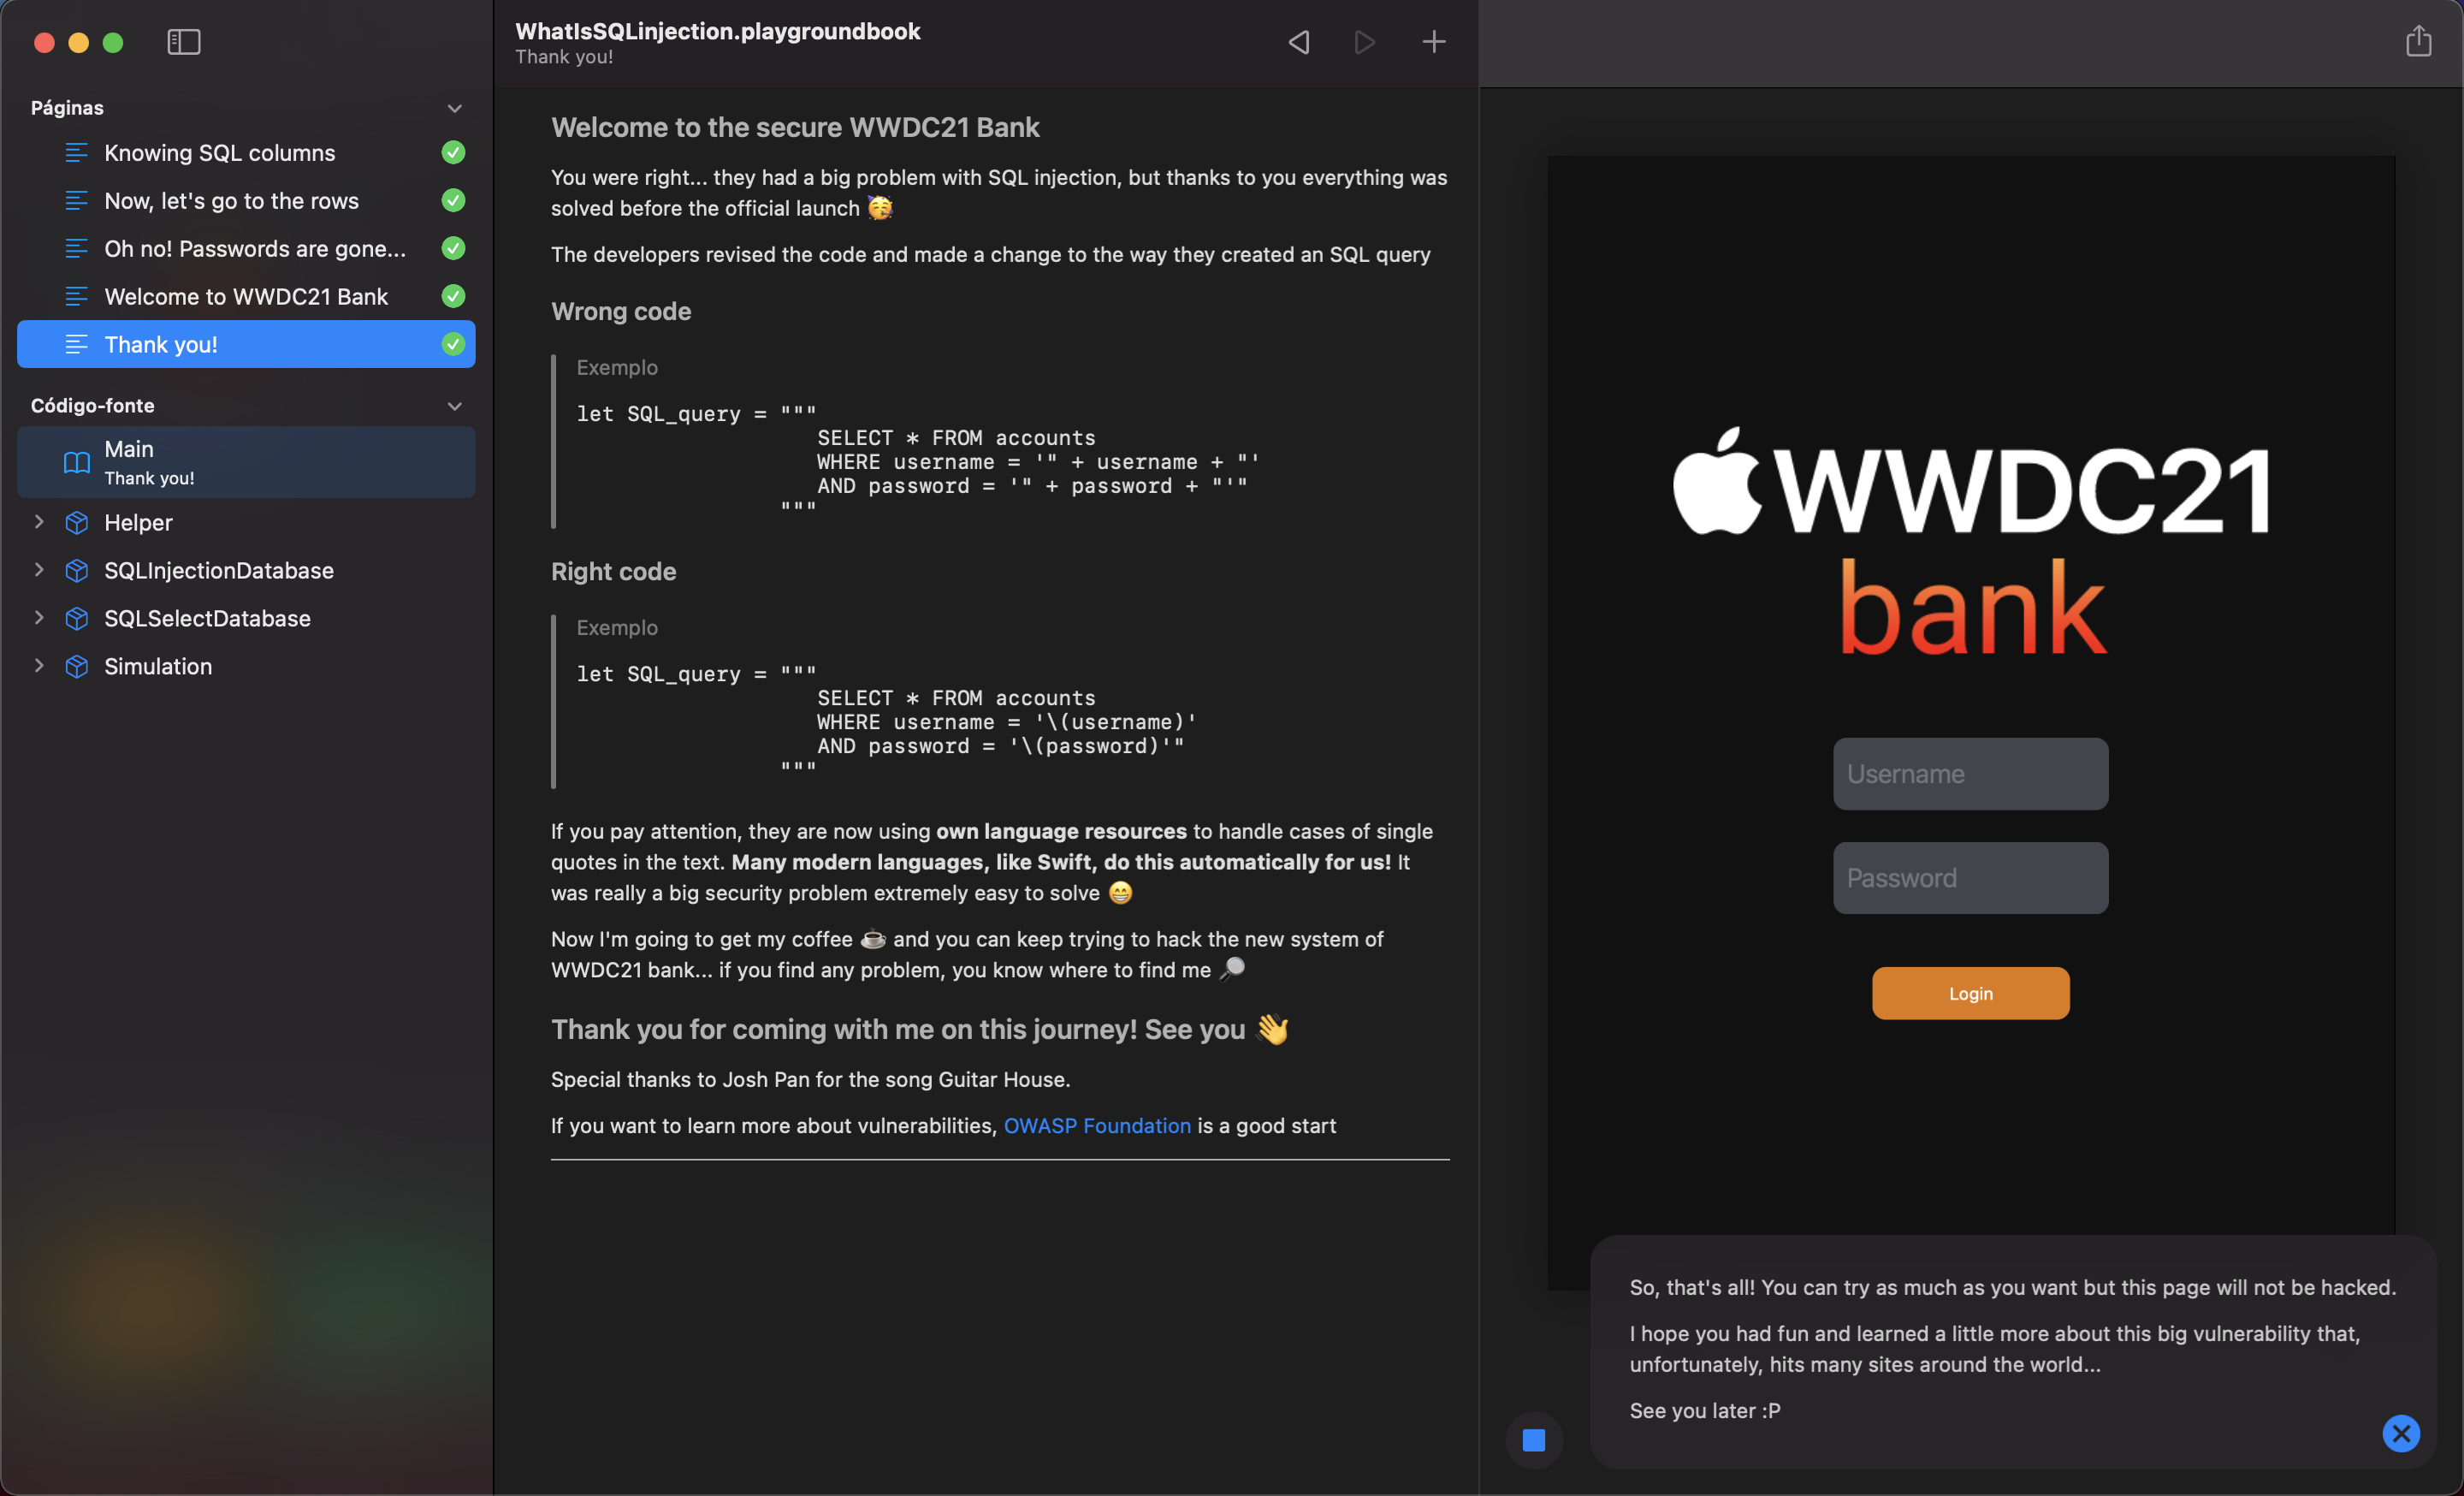 Páginas
Knowing SQL columns
Now, let's go to the rows
Oh no! Passwords are gone...
Welcome to WWDC21 Bank
Thank you!
Código-fonte
Main
Thank you!
Helper
SQLInjectionDatabase
SQLSelectDatabase
Simulation
WhatIsSQLinjection.playgroundbook
Thank you!
Welcome to the secure WWDC21 Bank
You were right... they had a big problem with SQL injection, but thanks to you everything was
solved before the official launch 🥳
The developers revised the code and made a change to the way they created an SQL query
Wrong code
Exemplo
let SQL_query = """
SELECT * FROM accounts
WHERE username = '" + username + "'
AND password = '" + password + "'"
"""
Right code
Exemplo
let SQL_query = """
SELECT * FROM accounts
WHERE username = '\(username)'
AND password = '\(password)'"
"""
If you pay attention, they are now using own language resources to handle cases of single
quotes in the text. Many modern languages, like Swift, do this automatically for us! It
was really a big security problem extremely easy to solve 😁
Now I'm going to get my coffee ☕ and you can keep trying to hack the new system of
WWDC21 bank... if you find any problem, you know where to find me 🔎
Thank you for coming with me on this journey! See you 👋
Special thanks to Josh Pan for the song Guitar House.
If you want to learn more about vulnerabilities, OWASP Foundation is a good start
WWDC21
bank
Username
Password
Login
So, that's all! You can try as much as you want but this page will not be hacked.
I hope you had fun and learned a little more about this big vulnerability that,
unfortunately, hits many sites around the world...
See you later :P